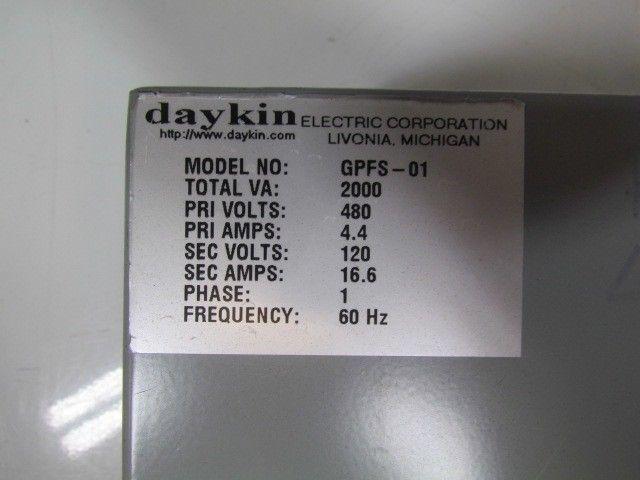 daykin ELECTRIC CORPORATION
http://www.daykin.com LIVONIA, MICHIGAN
MODEL NO: GPFS-01
TOTAL VA: 2000
PRI VOLTS: 480
PRI AMPS: 4.4
SEC VOLTS: 120
SEC AMPS: 16.6
PHASE: 1
FREQUENCY: 60 Hz